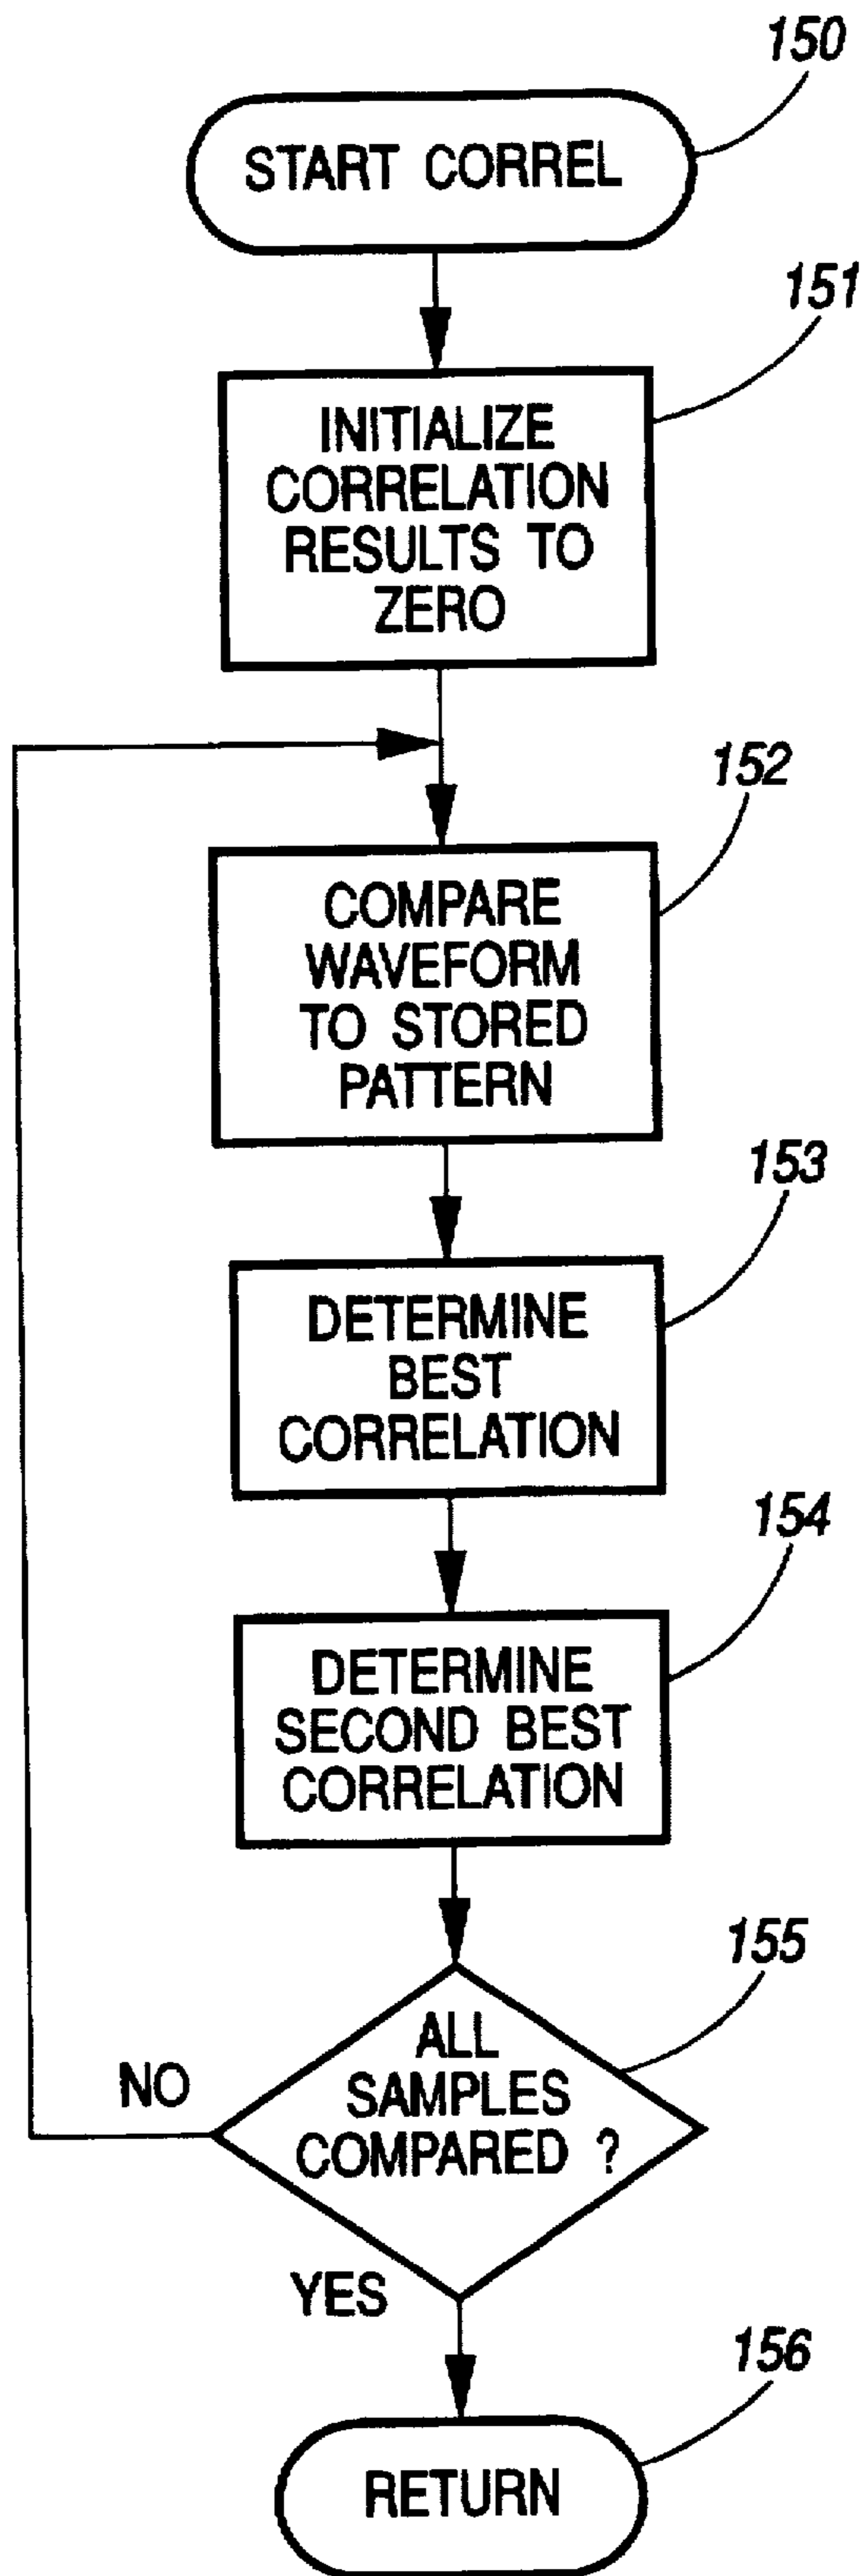 150
START CORREL
151
INITIALIZE
CORRELATION
RESULTS TO
ZERO
152
COMPARE
WAVEFORM
TO STORED
PATTERN
153
DETERMINE
BEST
CORRELATION
154
DETERMINE
SECOND BEST
CORRELATION
155
ALL
SAMPLES
COMPARED ?
NO
YES
156
RETURN